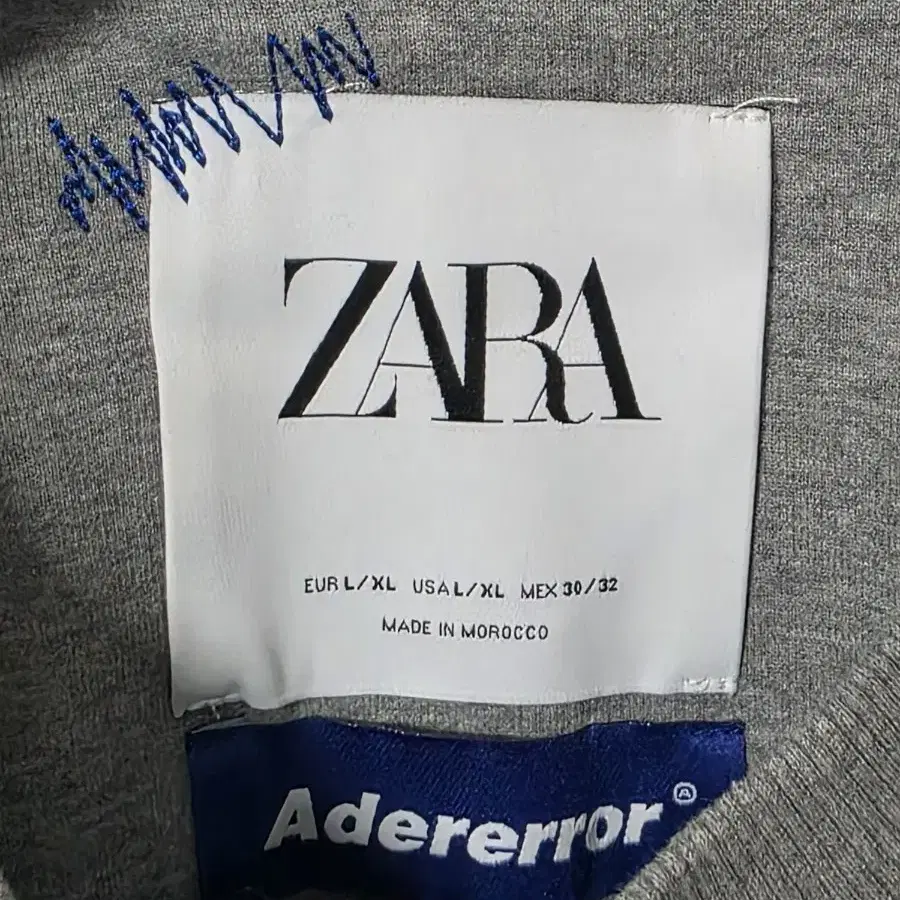 ZARA
EUR L/XL USA L/XL MEX 30/32
MADE IN MOROCCO
Adererror